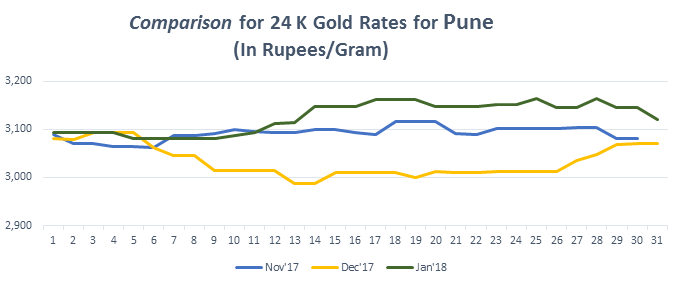 Comparison for 24 K Gold Rates for Pune
(In Rupees/Gram)
3,200
3,100
3,000
2,900
1 2 3 4 5 6 7 8 9 10 11 12 13 14 15 16 17 18 19 20 21 22 23 24 25 26 27 28 29 30 31
Nov'17 Dec'17 Jan'18